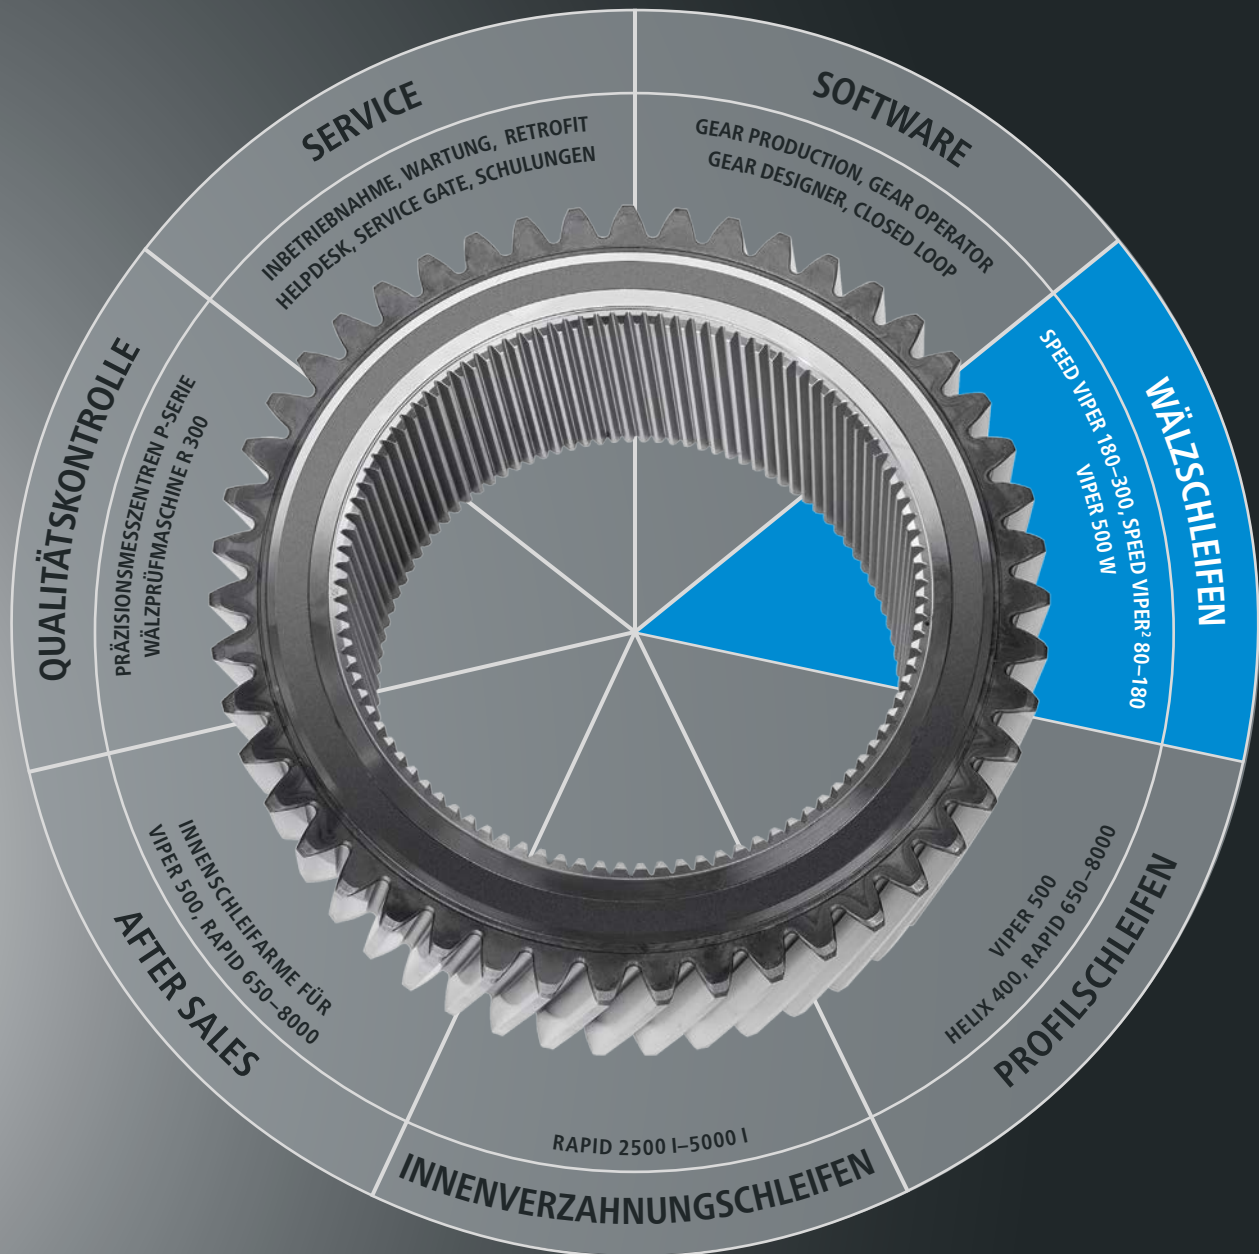 SERVICE
INBETRIEBNAHME, WARTUNG, RETROFIT
HELPDESK, SERVICE GATE, SCHULUNGEN
SOFTWARE
GEAR PRODUCTION, GEAR OPERATOR
GEAR DESIGNER, CLOSED LOOP
WÄLZSCHLEIFEN
SPEED VIPER 180–300, SPEED VIPER² 80–180
VIPER 500 W
PROFILSCHLEIFEN
VIPER 500
HELIX 400, RAPID 650–8000
INNENVERZAHNUNGSCHLEIFEN
RAPID 2500 I–5000 I
AFTER SALES
INNENSCHLEIFARME FÜR
VIPER 500, RAPID 650–8000
QUALITÄTSKONTROLLE
PRÄZISIONSMESSZENTREN P-SERIE
WÄLZPRÜFMASCHINE R 300